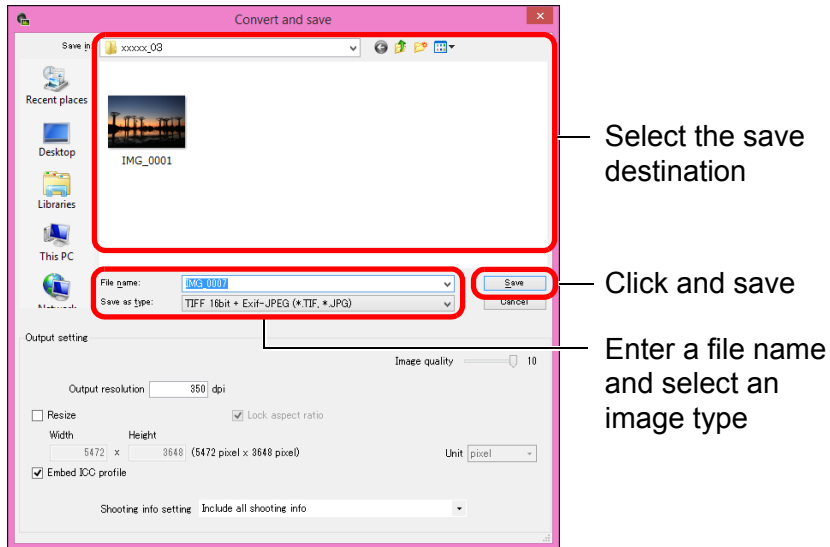 Convert and save
Save in:
xxxxx_03
Recent places
Desktop
Libraries
This PC
IMG_0001
Select the save
destination
File name:
IMG_0007
Save
Click and save
Save as type:
TIFF 16bit + Exif-JPEG (*.TIF, *.JPG)
Cancel
Network
Enter a file name
and select an
image type
Output setting
Image quality 10
Output resolution 350 dpi
Resize
Lock aspect ratio
Width Height
5472 x 3648 (5472 pixel x 3648 pixel) Unit pixel
Embed ICC profile
Shooting info setting Include all shooting info